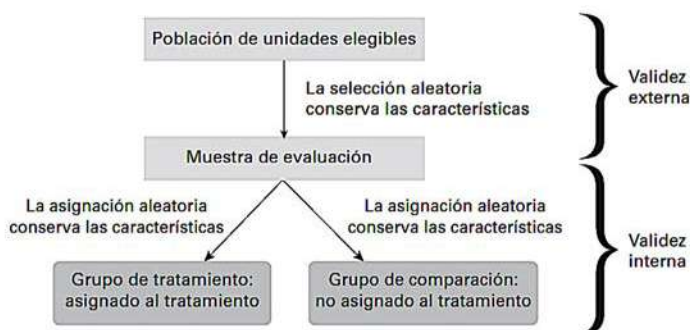 Población de unidades elegibles
La selección aleatoria
conserva las características
Validez
externa
Muestra de evaluación
La asignación aleatoria
conserva las características
La asignación aleatoria
conserva las características
Validez
interna
Grupo de tratamiento:
asignado al tratamiento
Grupo de comparación:
no asignado al tratamiento